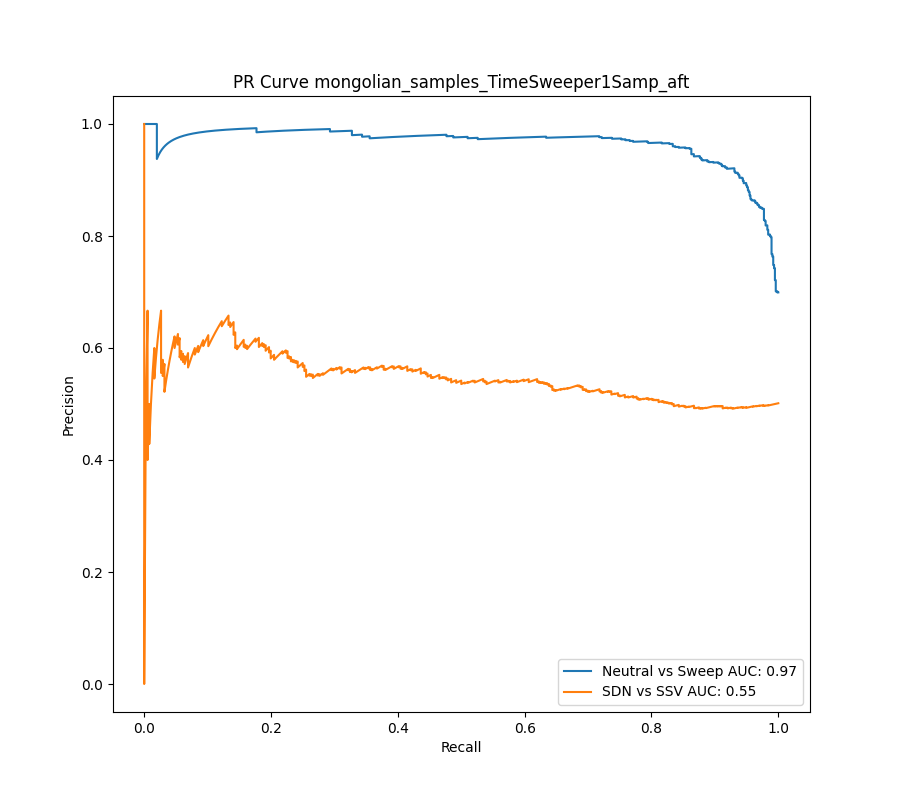 PR Curve mongolian_samples_TimeSweeper1Samp_aft
1.0
0.8
0.6
0.4
0.2
0.0
Precision
0.0 0.2 0.4 0.6 0.8 1.0
Recall
Neutral vs Sweep AUC: 0.97
SDN vs SSV AUC: 0.55